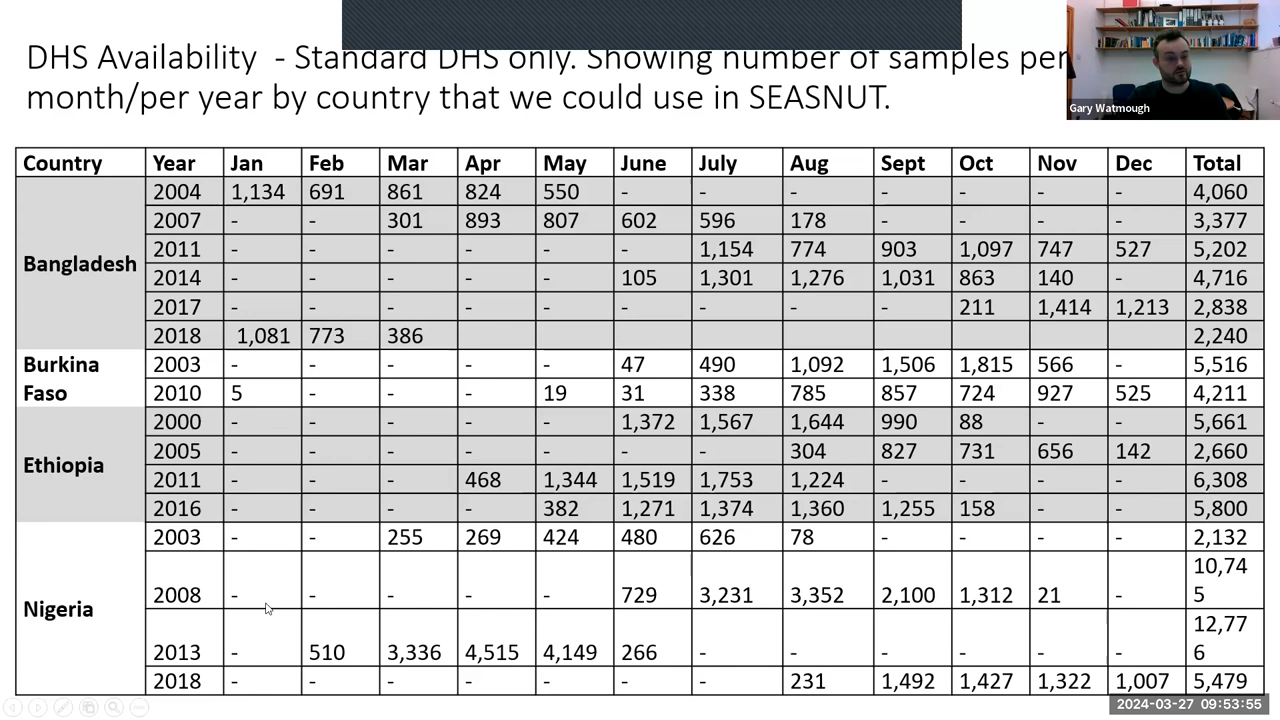 DHS Availability - Standard DHS only. Showing number of samples per
month/per year by country that we could use in SEASNUT.
Gary Watmough
Country Year Jan Feb Mar Apr May June July Aug Sept Oct Nov Dec Total
Bangladesh
2004 1,134 691 861 824 550 - - - - - - - 4,060
2007 - - 301 893 807 602 596 178 - - - - 3,377
2011 - - - - - - 1,154 774 903 1,097 747 527 5,202
2014 - - - - - 105 1,301 1,276 1,031 863 140 - 4,716
2017 - - - - - - - - - 211 1,414 1,213 2,838
2018 1,081 773 386 2,240
Burkina Faso
2003 - - - - - 47 490 1,092 1,506 1,815 566 - 5,516
2010 5 - - - 19 31 338 785 857 724 927 525 4,211
Ethiopia
2000 - - - - - 1,372 1,567 1,644 990 88 - - 5,661
2005 - - - - - - - 304 827 731 656 142 2,660
2011 - - - 468 1,344 1,519 1,753 1,224 - - - - 6,308
2016 - - - - 382 1,271 1,374 1,360 1,255 158 - - 5,800
Nigeria
2003 - - 255 269 424 480 626 78 - - - - 2,132
2008 - - - - - 729 3,231 3,352 2,100 1,312 21 - 10,745
2013 - 510 3,336 4,515 4,149 266 - - - - - - 12,776
2018 - - - - - - - 231 1,492 1,427 1,322 1,007 5,479
2024-03-27 09:53:55